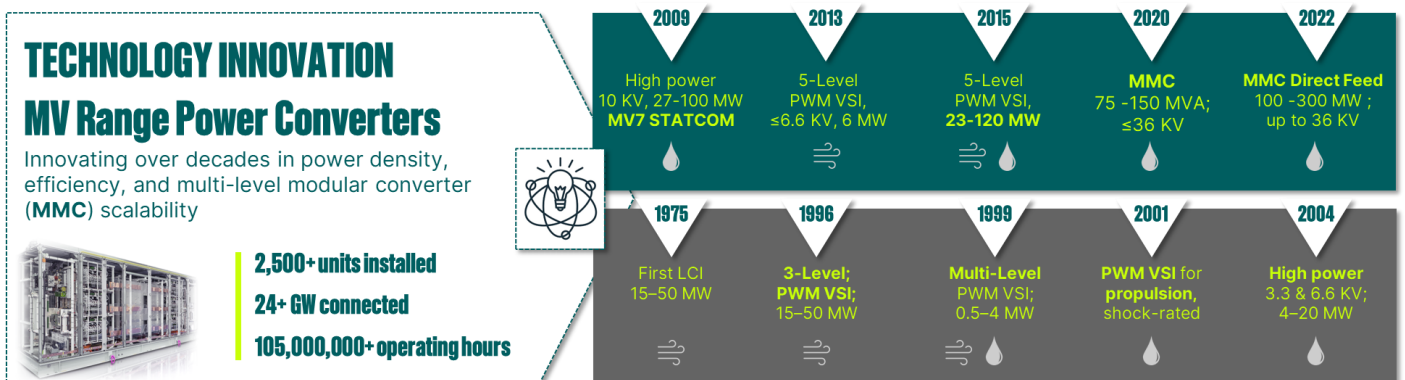 TECHNOLOGY INNOVATION
MV Range Power Converters
Innovating over decades in power density,
efficiency, and multi-level modular converter
(MMC) scalability
2,500+ units installed
24+ GW connected
105,000,000+ operating hours
2009
High power
10 KV, 27-100 MW
MV7 STATCOM
2013
5-Level
PWM VSI,
≤6.6 KV, 6 MW
2015
5-Level
PWM VSI,
23-120 MW
2020
MMC
75 -150 MVA;
≤36 KV
2022
MMC Direct Feed
100 -300 MW ;
up to 36 KV
1975
First LCI
15–50 MW
1996
3-Level;
PWM VSI;
15–50 MW
1999
Multi-Level
PWM VSI;
0.5–4 MW
2001
PWM VSI for
propulsion,
shock-rated
2004
High power
3.3 & 6.6 KV;
4–20 MW